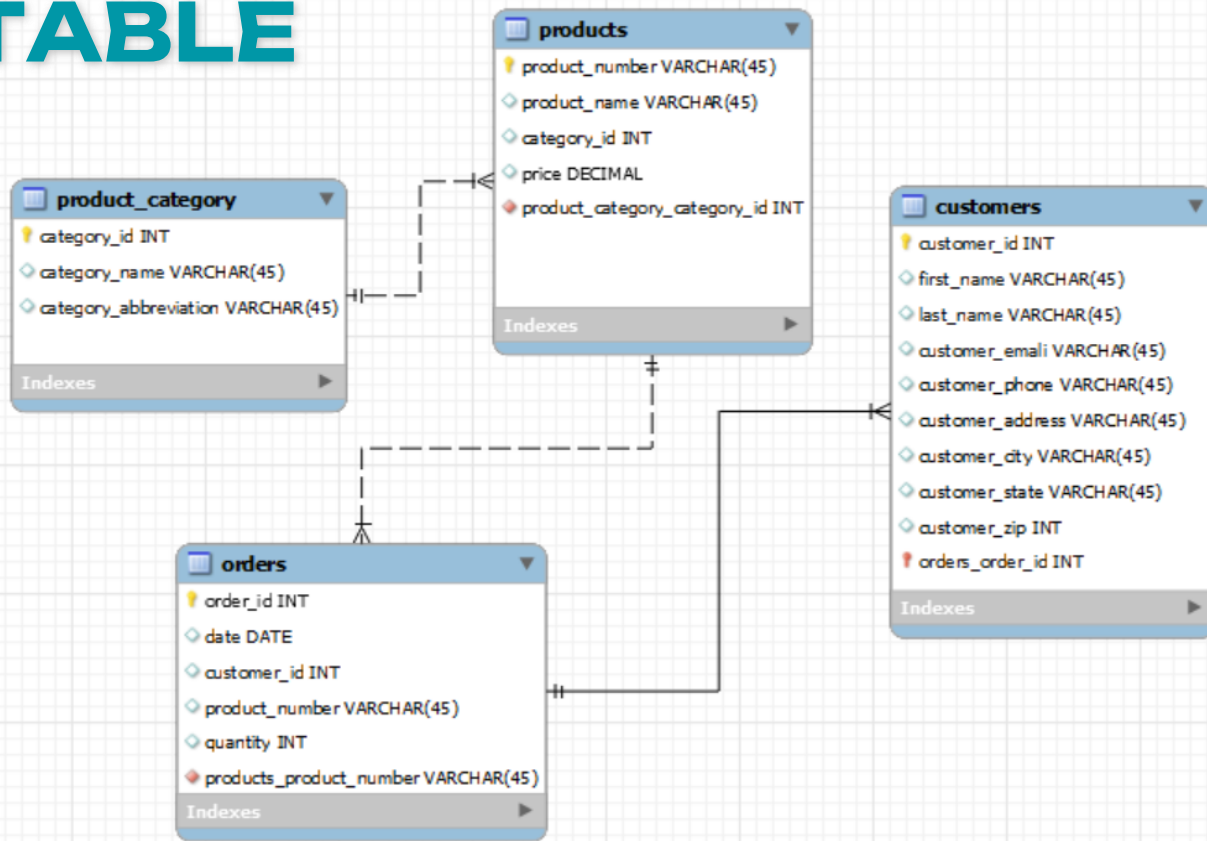 TABLE
products
product_number VARCHAR(45)
product_name VARCHAR(45)
category_id INT
price DECIMAL
product_category_category_id INT
Indexes
product_category
category_id INT
category_name VARCHAR(45)
category_abbreviation VARCHAR(45)
Indexes
customers
customer_id INT
first_name VARCHAR(45)
last_name VARCHAR(45)
customer_emali VARCHAR(45)
customer_phone VARCHAR(45)
customer_address VARCHAR(45)
customer_city VARCHAR(45)
customer_state VARCHAR(45)
customer_zip INT
orders_order_id INT
Indexes
orders
order_id INT
date DATE
customer_id INT
product_number VARCHAR(45)
quantity INT
products_product_number VARCHAR(45)
Indexes